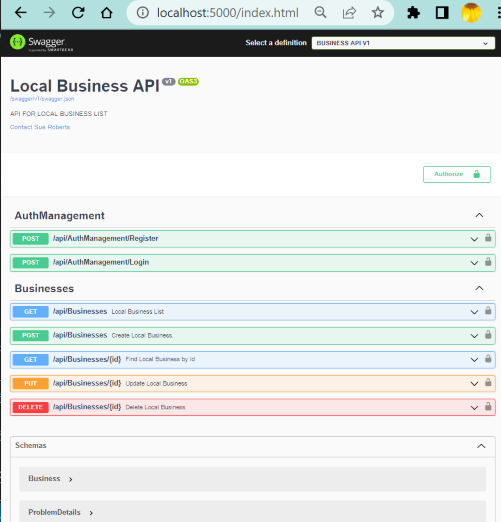 localhost:5000/index.html
Swagger
Supported by SMARTBEAR
Select a definition
BUSINESS API V1
Local Business API v1 OAS3
/swagger/v1/swagger.json
API FOR LOCAL BUSINESS LIST
Contact Sue Roberts
Authorize
AuthManagement
POST /api/AuthManagement/Register
POST /api/AuthManagement/Login
Businesses
GET /api/Businesses Local Business List
POST /api/Businesses Create Local Business
GET /api/Businesses/{id} Find Local Business by Id
PUT /api/Businesses/{id} Update Local Business
DELETE /api/Businesses/{id} Delete Local Business
Schemas
Business
ProblemDetails